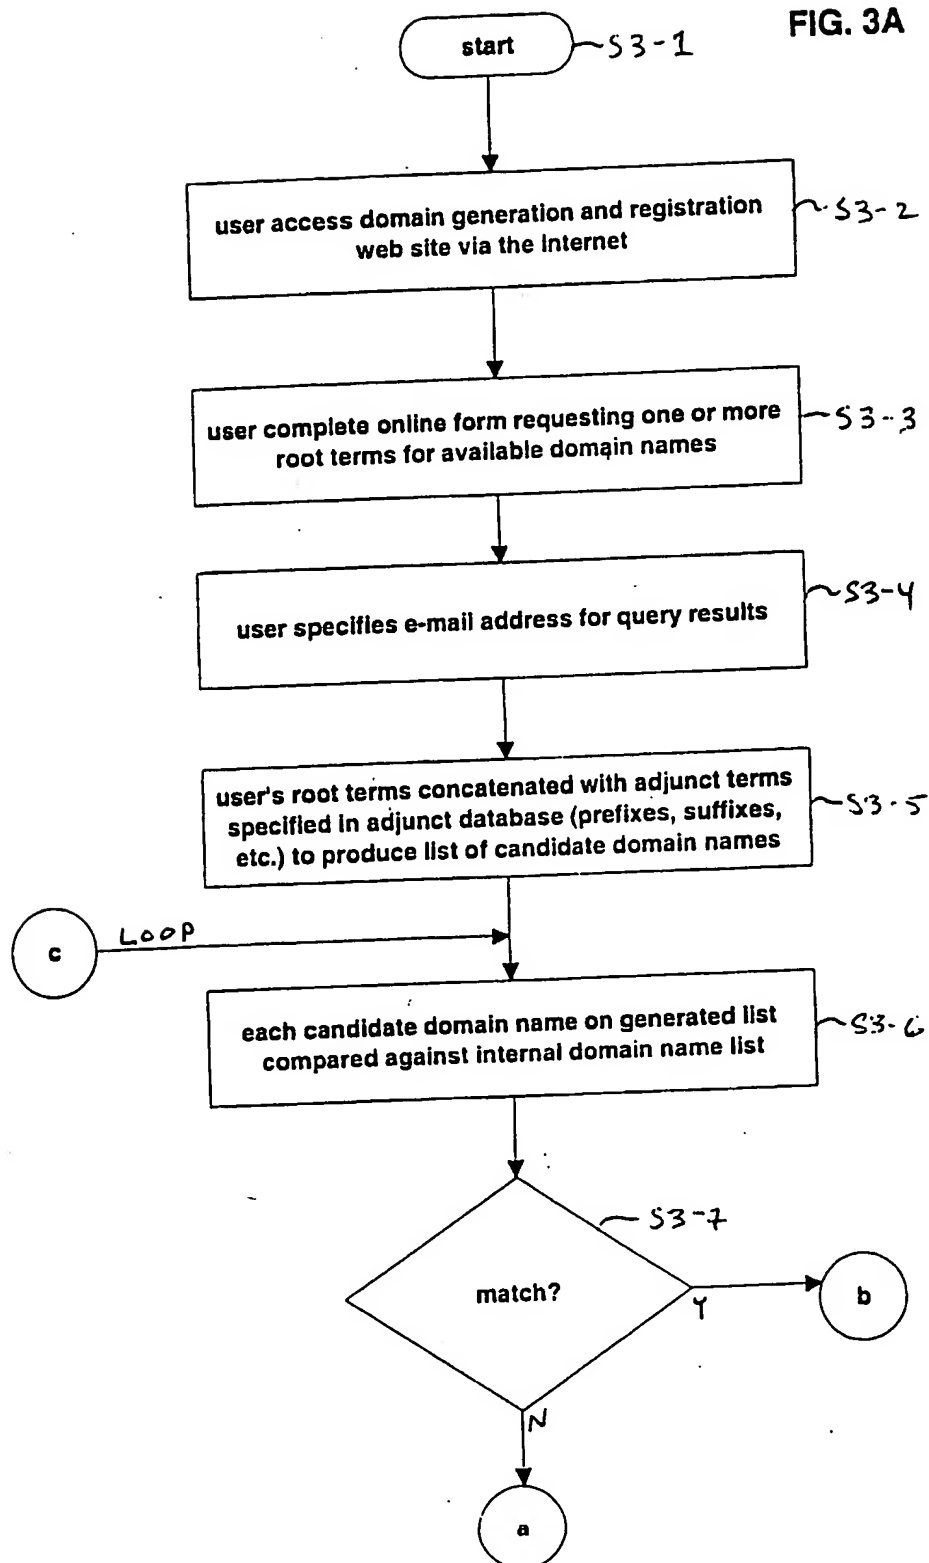 FIG. 3A
start
S3-1
user access domain generation and registration
web site via the Internet
S3-2
user complete online form requesting one or more
root terms for available domain names
S3-3
user specifies e-mail address for query results
S3-4
user's root terms concatenated with adjunct terms
specified in adjunct database (prefixes, suffixes,
etc.) to produce list of candidate domain names
S3-5
c
LOOP
each candidate domain name on generated list
compared against internal domain name list
S3-6
S3-7
match?
Y
b
N
a